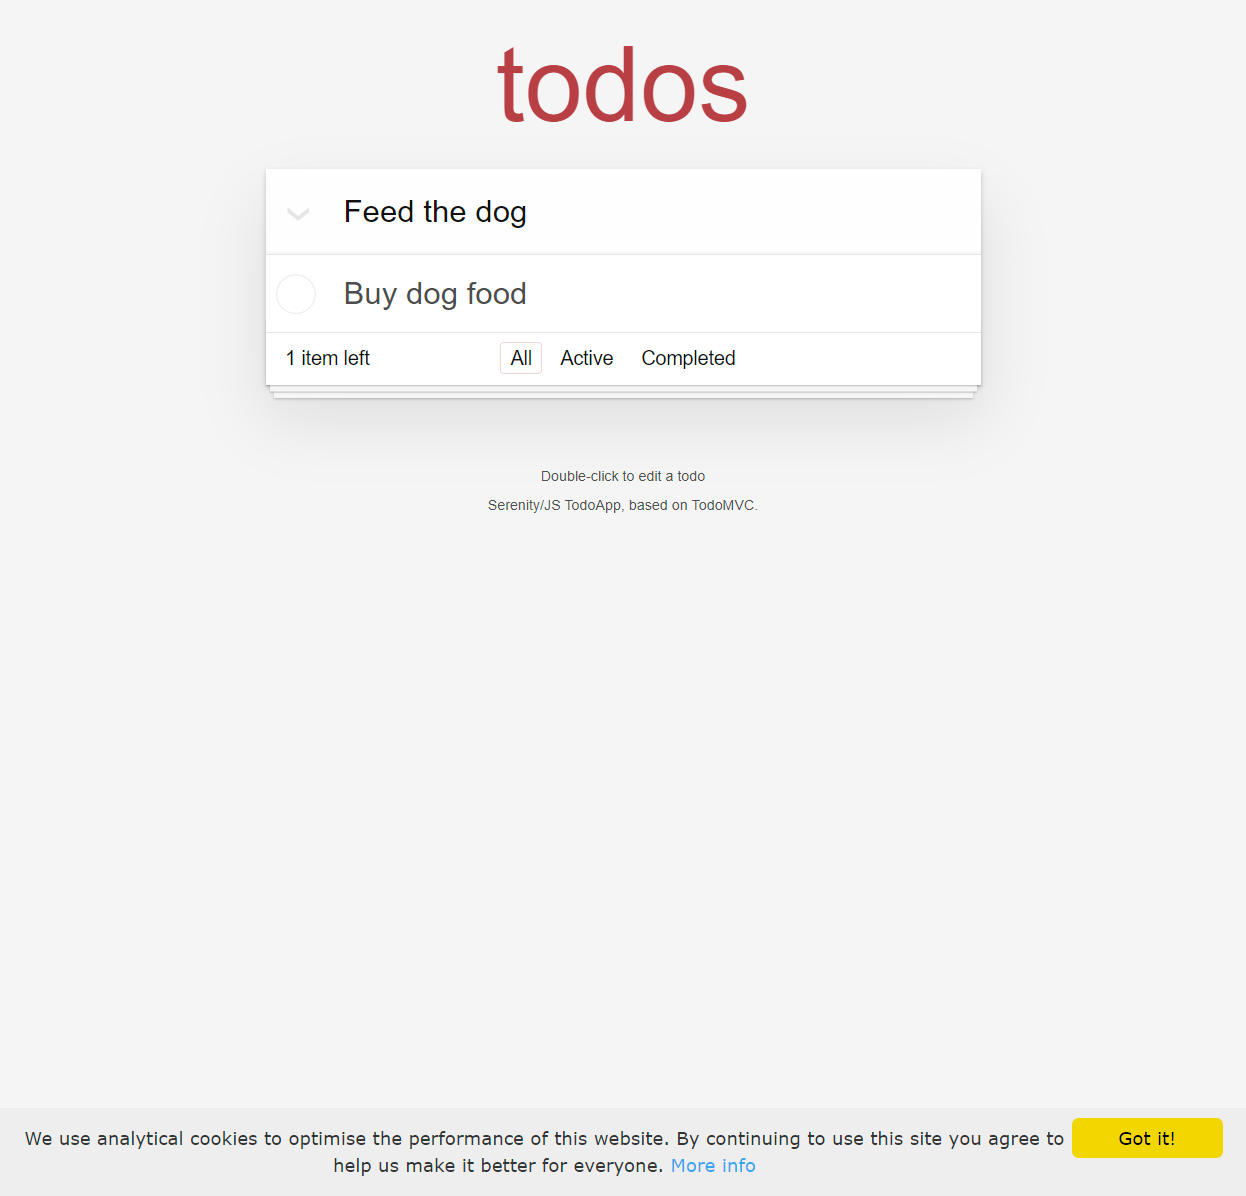 todos
Feed the dog
Buy dog food
1 item left All Active Completed
Double-click to edit a todo
Serenity/JS TodoApp, based on TodoMVC.
We use analytical cookies to optimise the performance of this website. By continuing to use this site you agree to
help us make it better for everyone. More info
Got it!